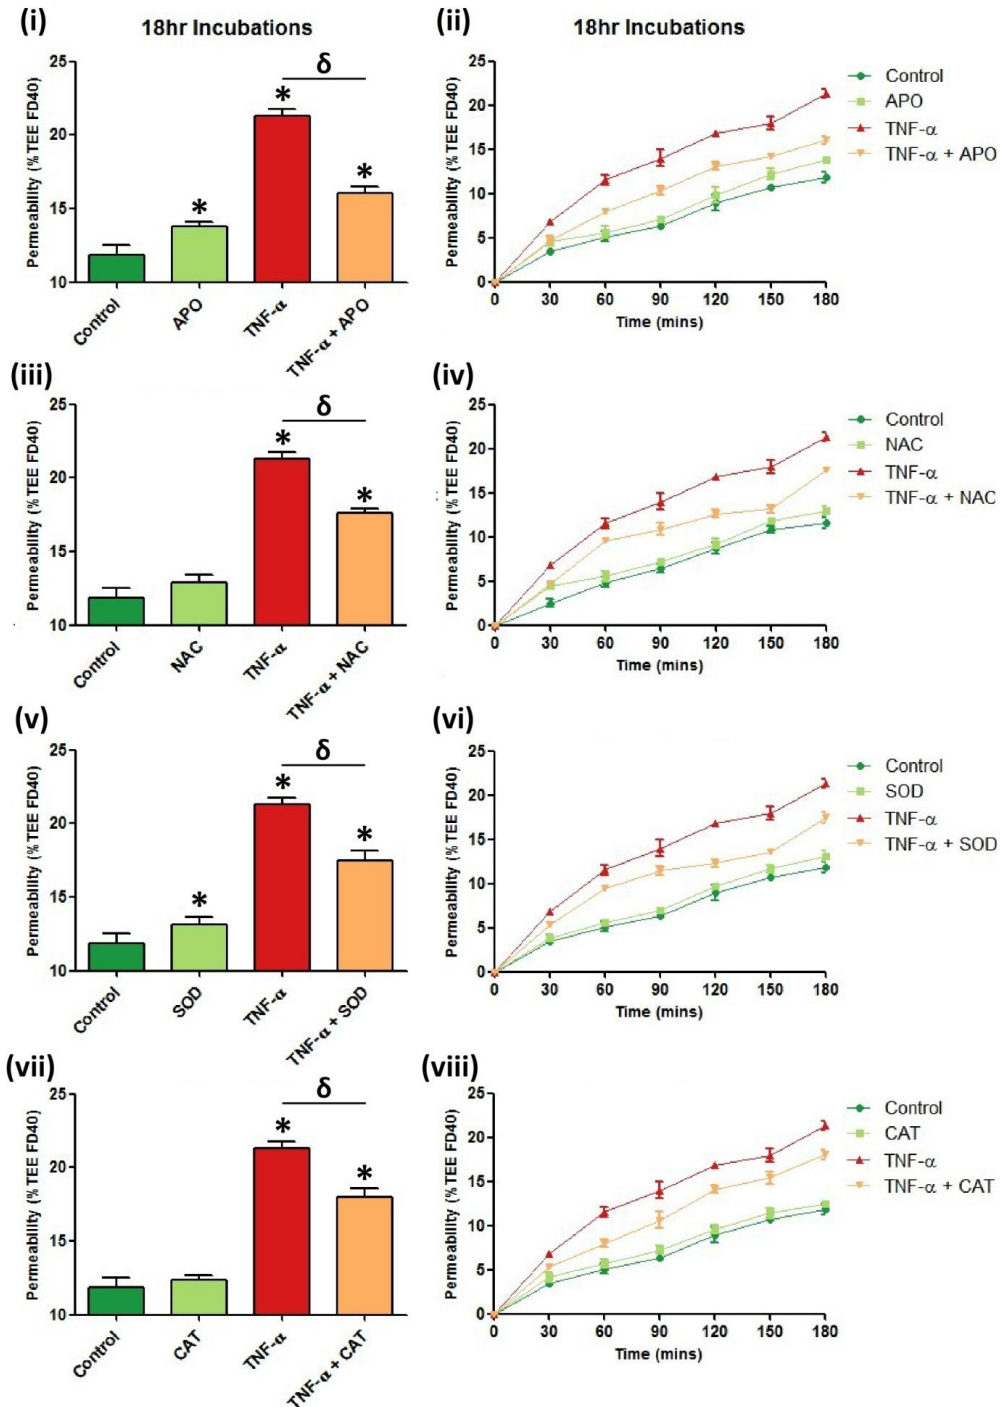 (i)
18hr Incubations
Permeability (%TEE FD40)
25
20
15
10
*
*
*
δ
Control
APO
TNF-α
TNF-α + APO
(ii)
18hr Incubations
Permeability (%TEE FD40)
25
20
15
10
5
0
0 30 60 90 120 150 180
Time (mins)
Control
APO
TNF-α
TNF-α + APO
(iii)
Permeability (%TEE FD40)
25
20
15
10
*
*
δ
Control
NAC
TNF-α
TNF-α + NAC
(iv)
Permeability (%TEE FD40)
25
20
15
10
5
0
0 30 60 90 120 150 180
Time (mins)
Control
NAC
TNF-α
TNF-α + NAC
(v)
Permeability (%TEE FD40)
25
20
15
10
*
*
*
δ
Control
SOD
TNF-α
TNF-α + SOD
(vi)
Permeability (%TEE FD40)
25
20
15
10
5
0
0 30 60 90 120 150 180
Time (mins)
Control
SOD
TNF-α
TNF-α + SOD
(vii)
Permeability (%TEE FD40)
25
20
15
10
*
*
δ
Control
CAT
TNF-α
TNF-α + CAT
(viii)
Permeability (%TEE FD40)
25
20
15
10
5
0
0 30 60 90 120 150 180
Time (mins)
Control
CAT
TNF-α
TNF-α + CAT